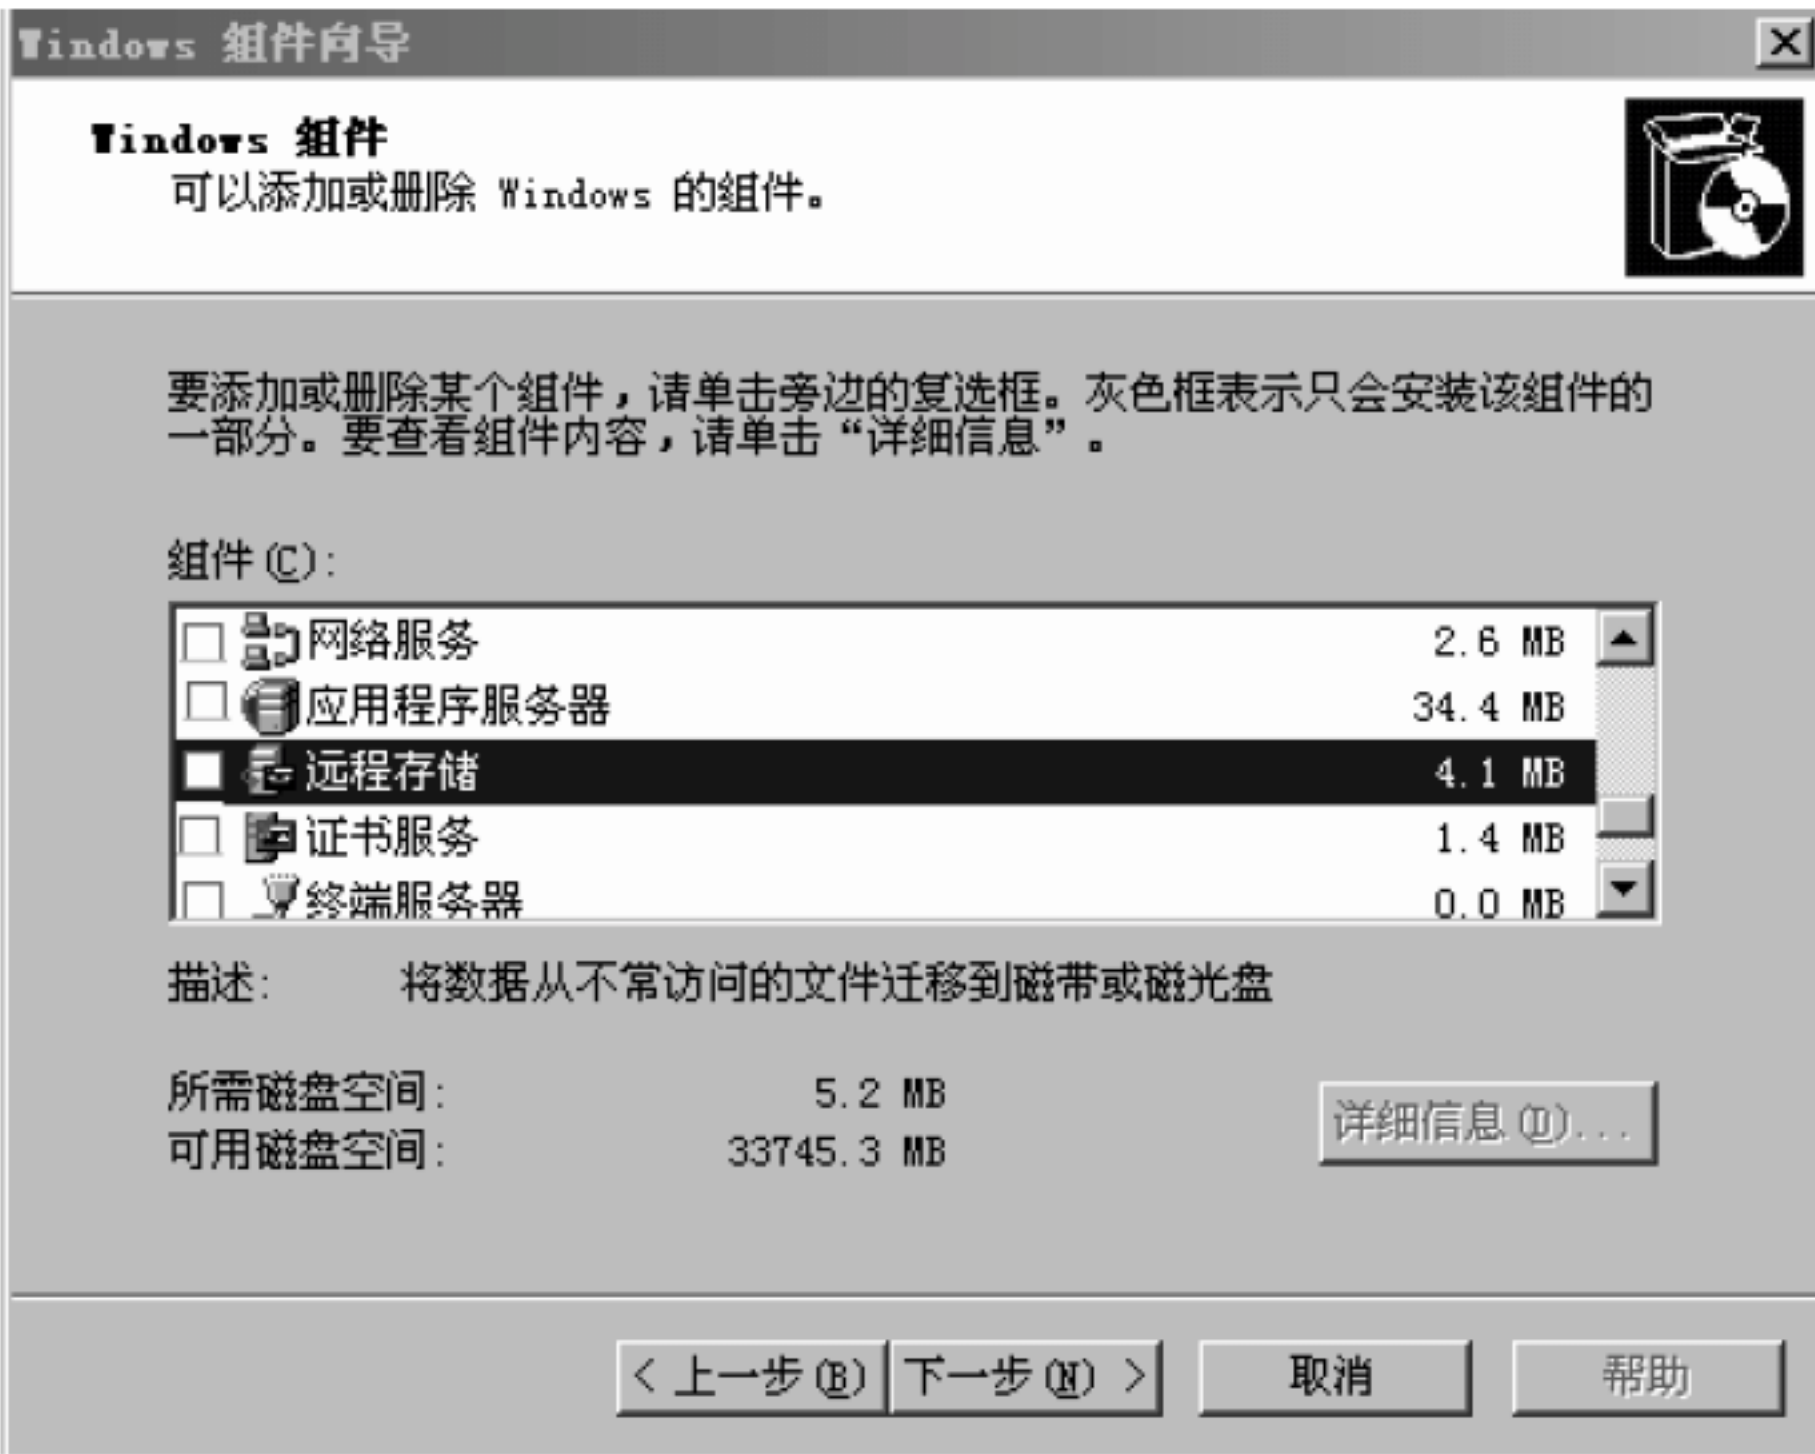 Windows 组件向导
Windows 组件
可以添加或删除 Windows 的组件。
要添加或删除某个组件，请单击旁边的复选框。灰色框表示只会安装该组件的
一部分。要查看组件内容，请单击“详细信息”。
组件(C):
网络服务 2.6 MB
应用程序服务器 34.4 MB
远程存储 4.1 MB
证书服务 1.4 MB
终端服务器 0.0 MB
描述: 将数据从不常访问的文件迁移到磁带或磁光盘
所需磁盘空间: 5.2 MB
可用磁盘空间: 33745.3 MB
详细信息(D)...
< 上一步(B) 下一步(N) > 取消 帮助